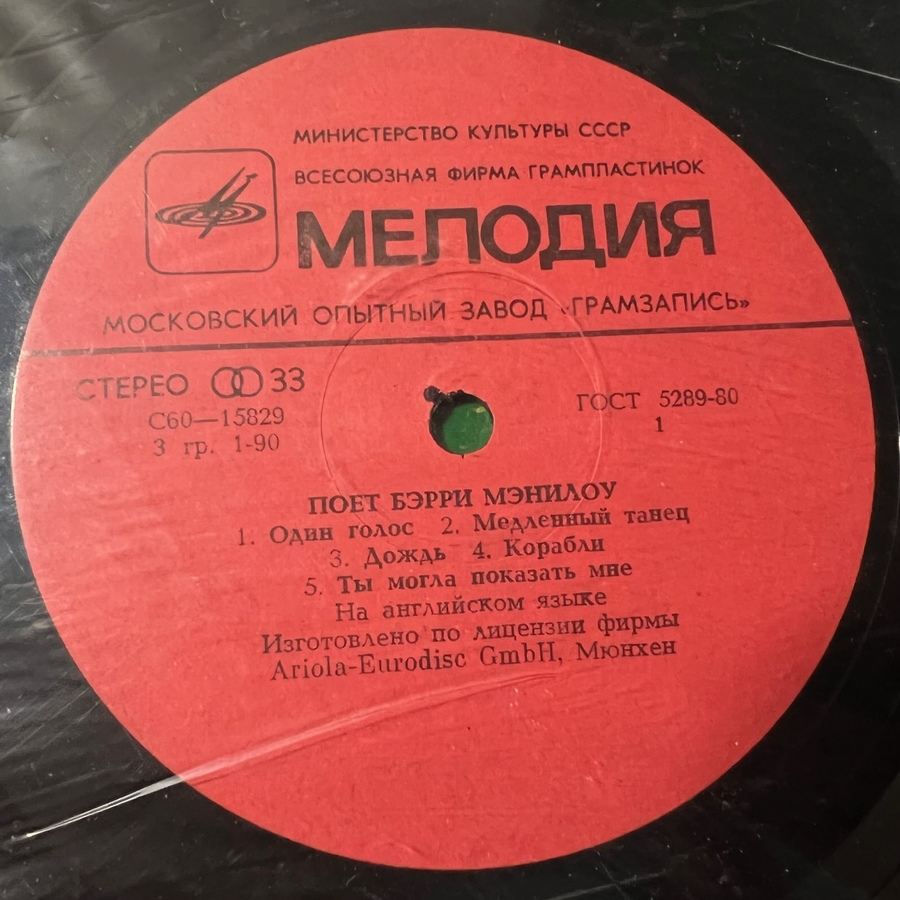 МИНИСТЕРСТВО КУЛЬТУРЫ СССР
ВСЕСОЮЗНАЯ ФИРМА ГРАМПЛАСТИНОК
МЕЛОДИЯ
МОСКОВСКИЙ ОПЫТНЫЙ ЗАВОД «ГРАМЗАПИСЬ»
СТЕРЕО 33
С60—15829
3 гр. 1-90
ГОСТ 5289-80
1
ПОЕТ БЭРРИ МЭНИЛОУ
1. Один голос 2. Медленный танец
3. Дождь 4. Корабли
5. Ты могла показать мне
На английском языке
Изготовлено по лицензии фирмы
Ariola-Eurodisc GmbH, Мюнхен